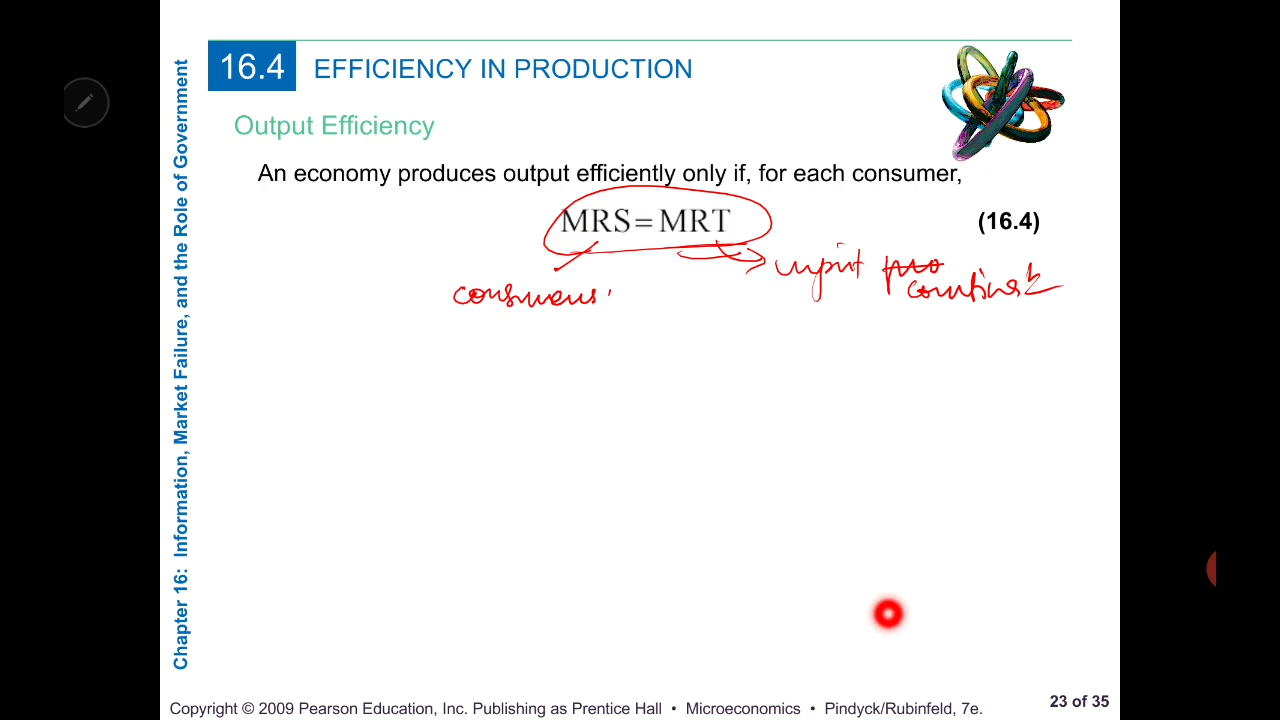 16.4 EFFICIENCY IN PRODUCTION
Output Efficiency
An economy produces output efficiently only if, for each consumer,
MRS = MRT (16.4)
input
Chapter 16: Information, Market Failure, and the Role of Government
23 of 35
Copyright © 2009 Pearson Education, Inc. Publishing as Prentice Hall • Microeconomics • Pindyck/Rubinfeld, 7e.